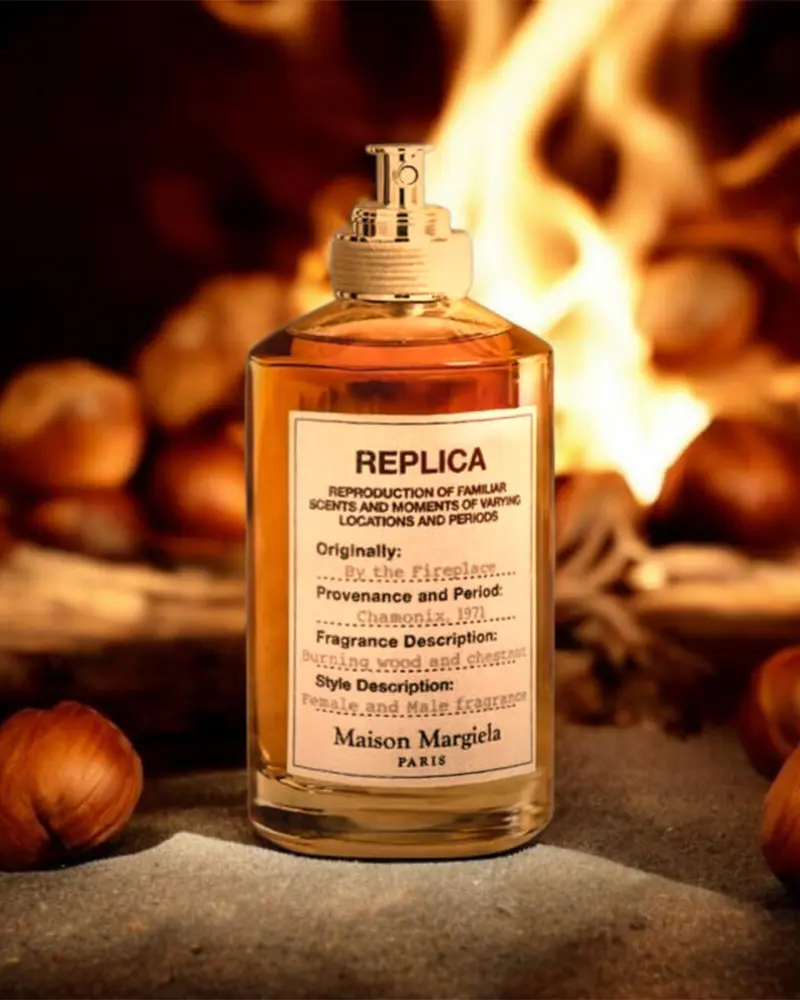 REPLICA
REPRODUCTION OF FAMILIAR
SCENTS AND MOMENTS OF VARYING
LOCATIONS AND PERIODS
Originally:
By the Fireplace
Provenance and Period:
Chamonix, 1971
Fragrance Description:
Burning wood and chestnut
Style Description:
Female and Male fragrance
Maison Margiela
PARIS